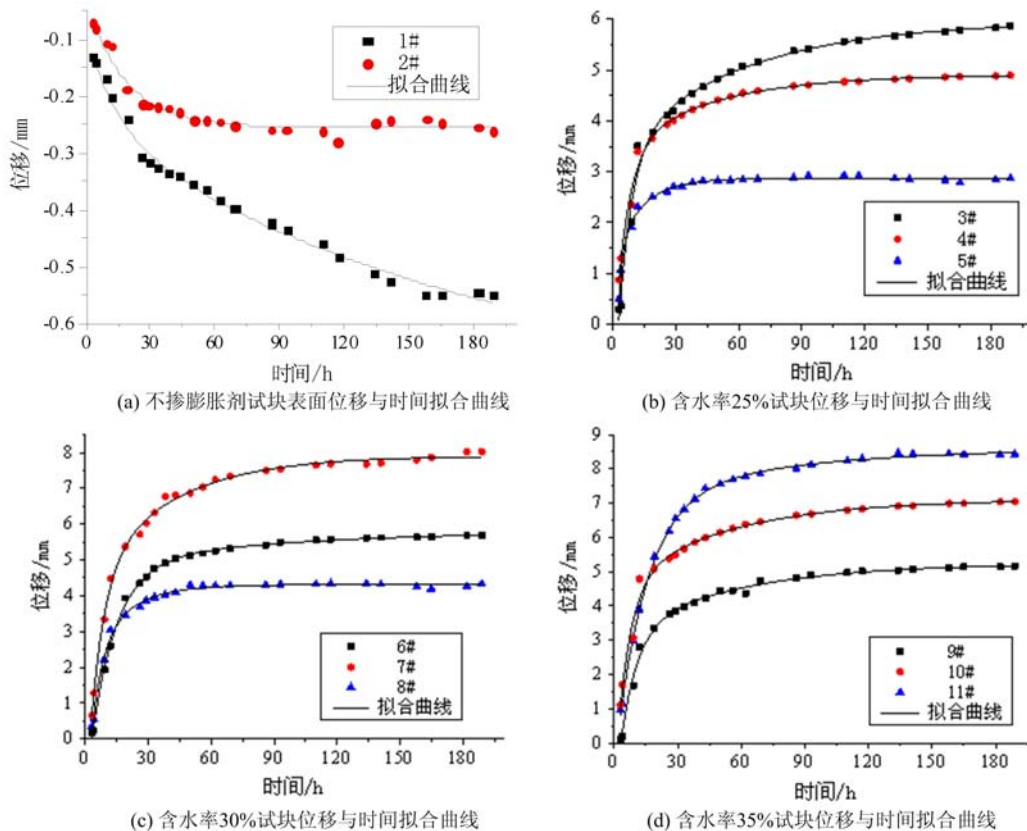 -0.1
-0.2
-0.3
-0.4
-0.5
-0.6
位移/mm
1#
2#
拟合曲线
0 30 60 90 120 150 180
时间/h
(a) 不掺膨胀剂试块表面位移与时间拟合曲线
6
5
4
3
2
1
0
位移/mm
3#
4#
5#
拟合曲线
0 30 60 90 120 150 180
时间/h
(b) 含水率25%试块位移与时间拟合曲线
8
7
6
5
4
3
2
1
0
位移/mm
6#
7#
8#
拟合曲线
0 30 60 90 120 150 180
时间/h
(c) 含水率30%试块位移与时间拟合曲线
9
8
7
6
5
4
3
2
1
0
位移/mm
9#
10#
11#
拟合曲线
0 30 60 90 120 150 180
时间/h
(d) 含水率35%试块位移与时间拟合曲线